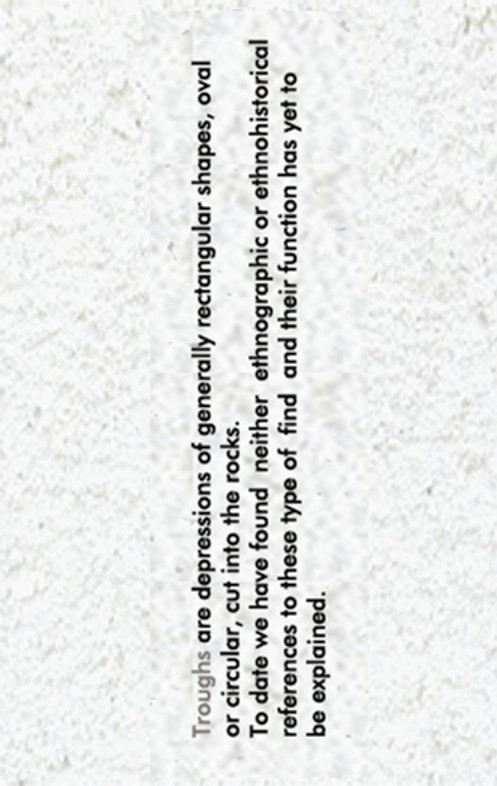 Troughs are depressions of generally rectangular shapes, oval
or circular, cut into the rocks.
To date we have found neither ethnographic or ethnohistorical
references to these type of find and their function has yet to
be explained.